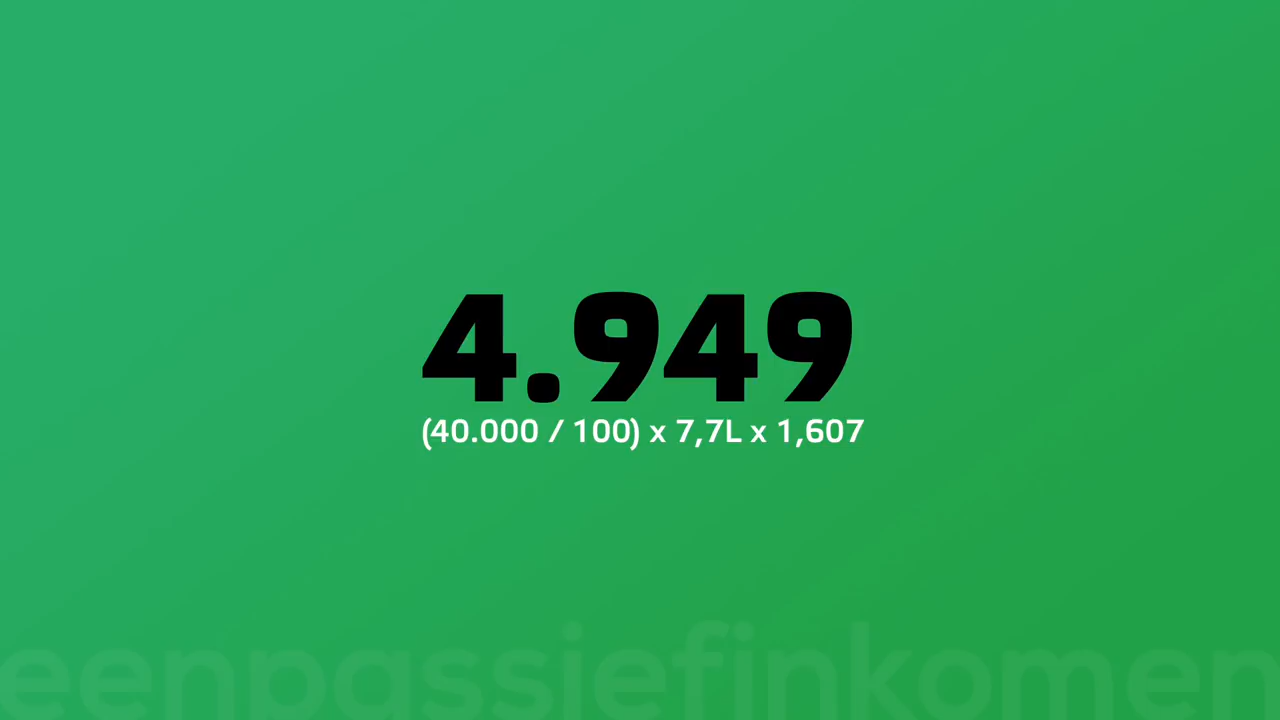 4.949
(40.000 / 100) x 7,7L x 1,607
eenpassiefinkomen